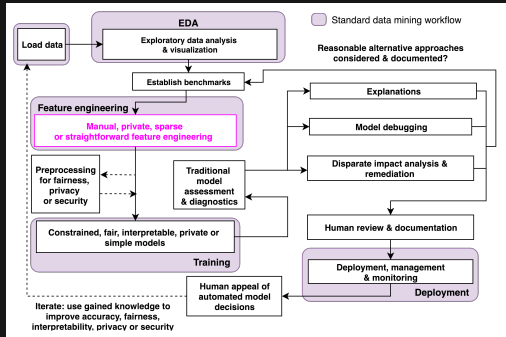 EDA
Standard data mining workflow
Load data
Exploratory data analysis
& visualization
Reasonable alternative approaches
considered & documented?
Establish benchmarks
Explanations
Feature engineering
Manual, private, sparse
or straightforward feature engineering
Model debugging
Preprocessing
for fairness,
privacy
or security
Traditional
model
assessment
& diagnostics
Disparate impact analysis &
remediation
Constrained, fair, interpretable, private or
simple models
Training
Human review & documentation
Deployment, management
& monitoring
Deployment
Human appeal of
automated model
decisions
Iterate: use gained knowledge to
improve accuracy, fairness,
interpretability, privacy or security